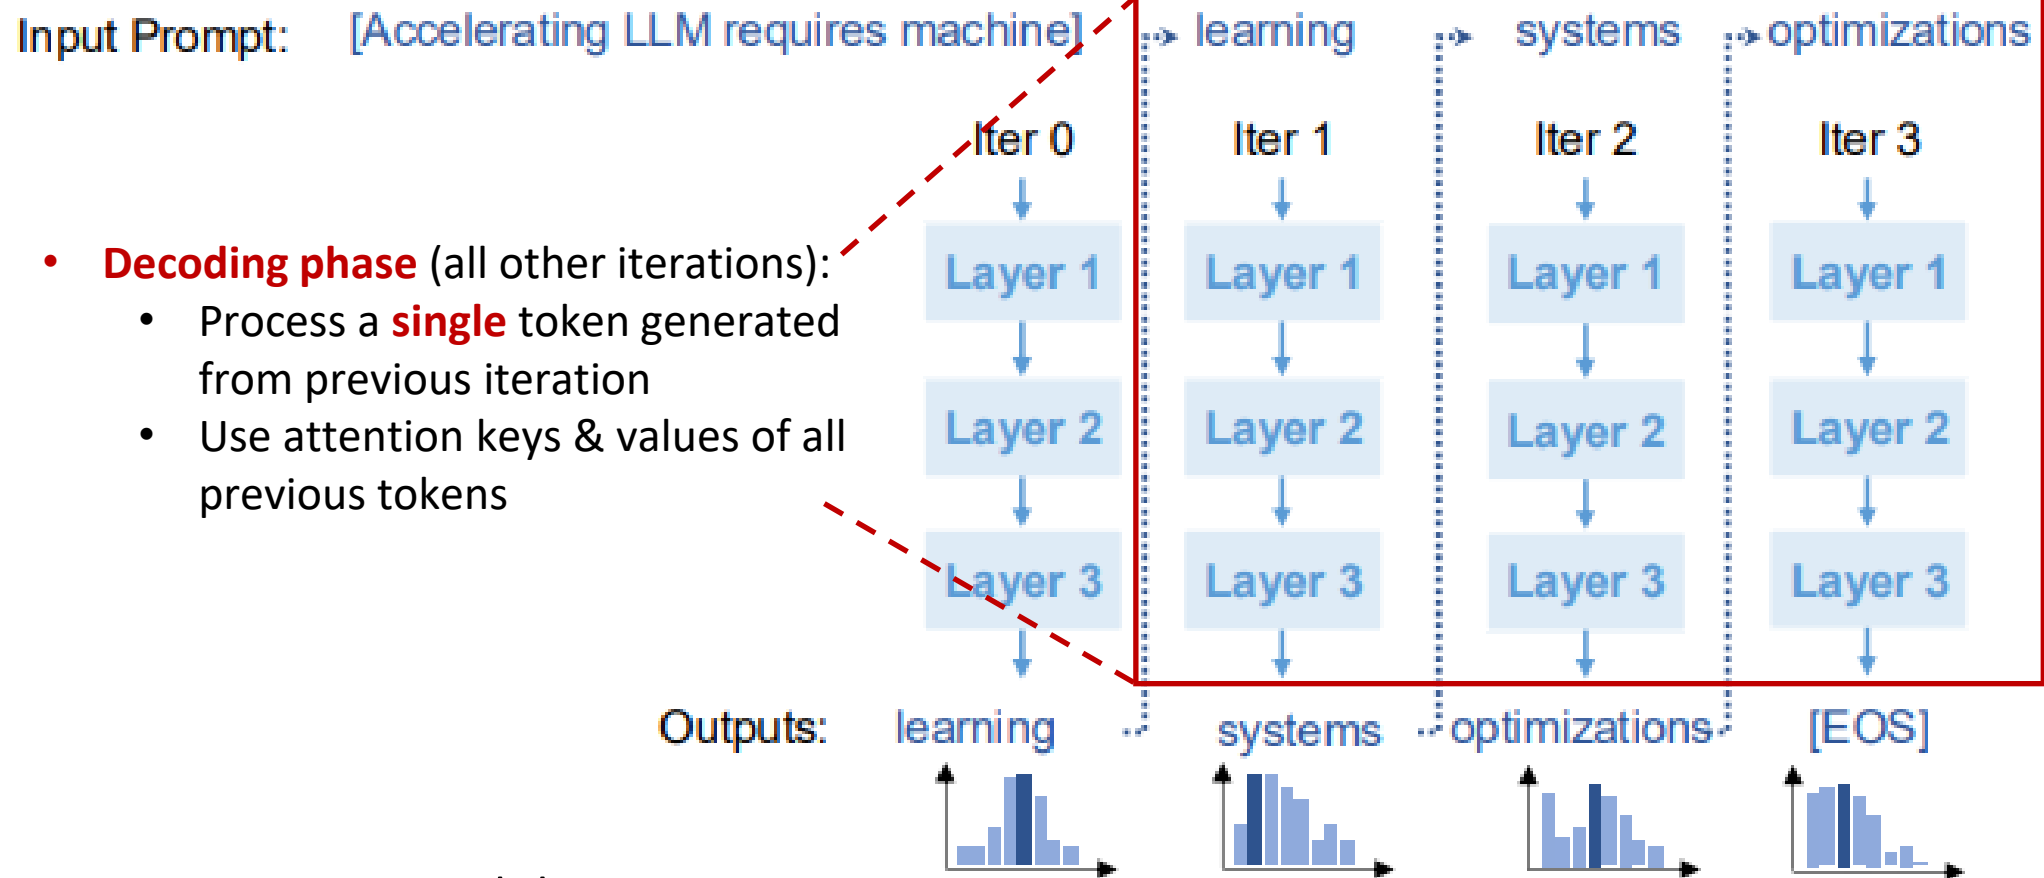 Input Prompt: [Accelerating LLM requires machine] learning systems optimizations
Iter 0 Iter 1 Iter 2 Iter 3
• Decoding phase (all other iterations):
• Process a single token generated
from previous iteration
• Use attention keys & values of all
previous tokens
Layer 1 Layer 1 Layer 1 Layer 1
Layer 2 Layer 2 Layer 2 Layer 2
Layer 3 Layer 3 Layer 3 Layer 3
Outputs: learning systems optimizations [EOS]